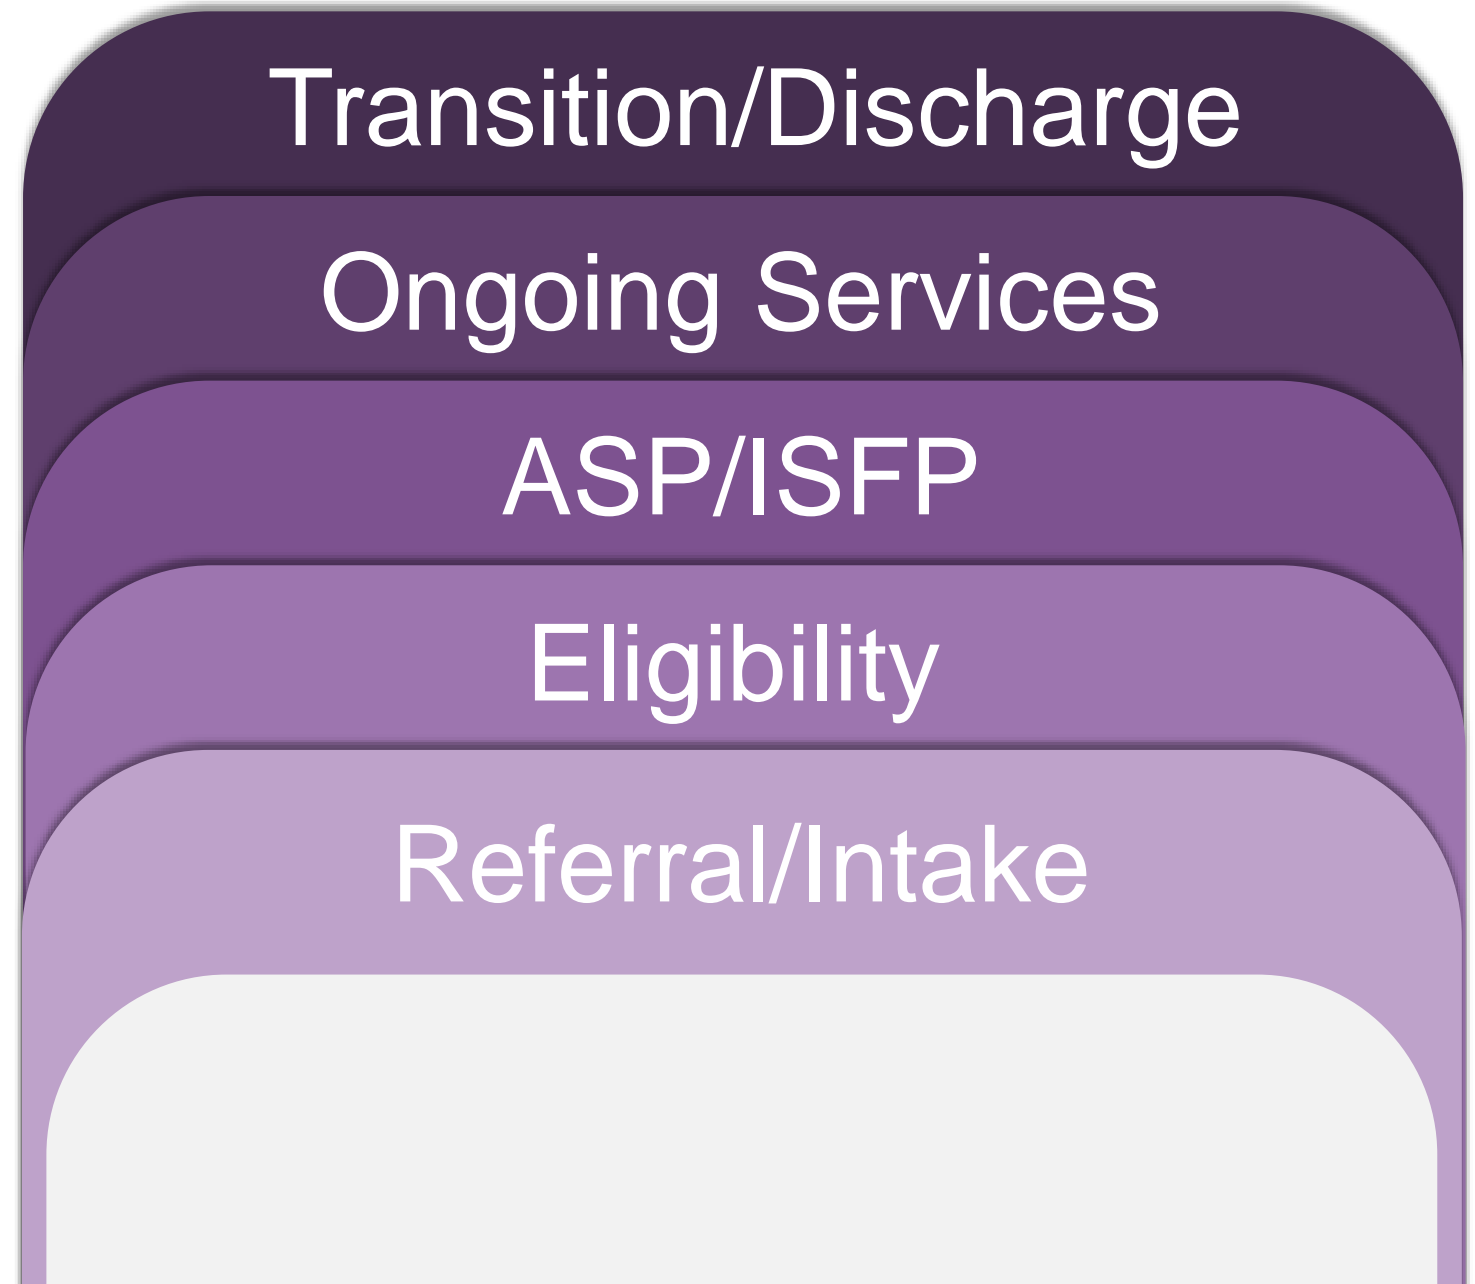 Transition/Discharge
Ongoing Services
ASP/ISFP
Eligibility
Referral/Intake